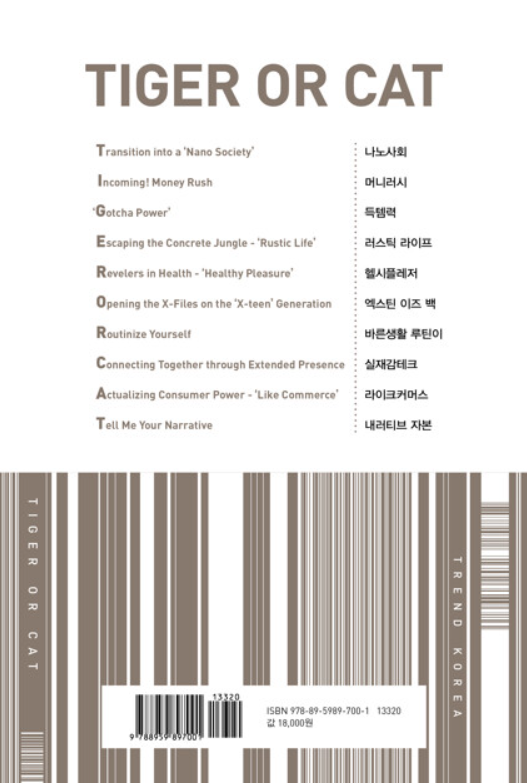 TIGER OR CAT
Transition into a 'Nano Society' 나노사회
Incoming! Money Rush 머니러시
'Gotcha Power' 득템력
Escaping the Concrete Jungle - 'Rustic Life' 러스틱 라이프
Revelers in Health - 'Healthy Pleasure' 헬시플레저
Opening the X-Files on the 'X-teen' Generation 엑스틴 이즈 백
Routinize Yourself 바른생활 루틴이
Connecting Together through Extended Presence 실재감테크
Actualizing Consumer Power - 'Like Commerce' 라이크커머스
Tell Me Your Narrative 내러티브 자본
TIGER OR CAT
TREND KOREA
13320
9 788959 897001
ISBN 978-89-5989-700-1 13320
값 18,000원